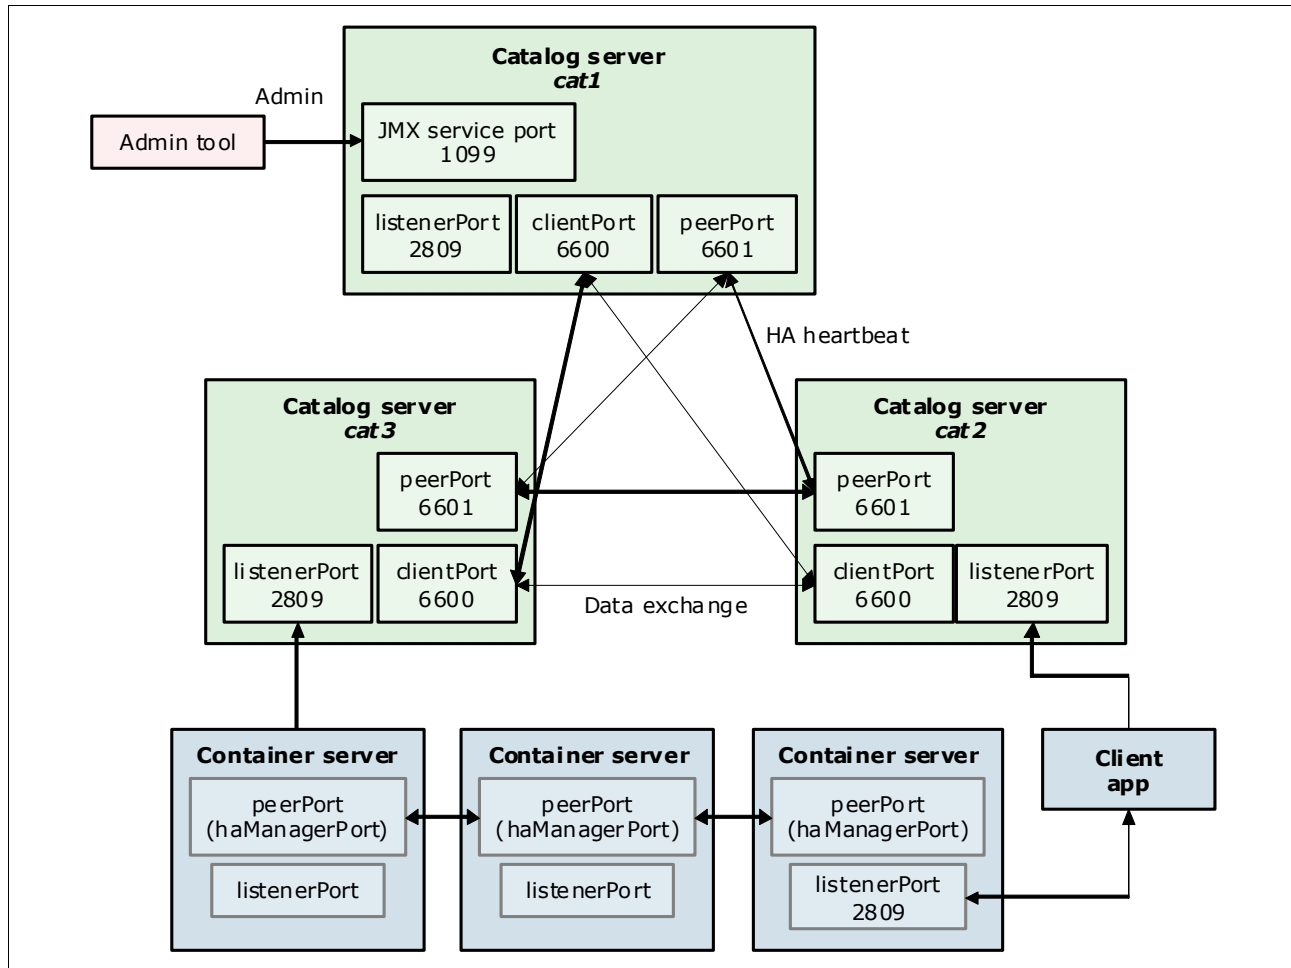 Catalog server
cat1
Admin
Admin tool
JMX service port
1099
listenerPort
2809
clientPort
6600
peerPort
6601
HA heartbeat
Catalog server
cat3
peerPort
6601
listenerPort
2809
clientPort
6600
Catalog server
cat2
peerPort
6601
clientPort
6600
listenerPort
2809
Data exchange
Container server
peerPort
(haManagerPort)
listenerPort
Container server
peerPort
(haManagerPort)
listenerPort
Container server
peerPort
(haManagerPort)
listenerPort
2809
Client
app